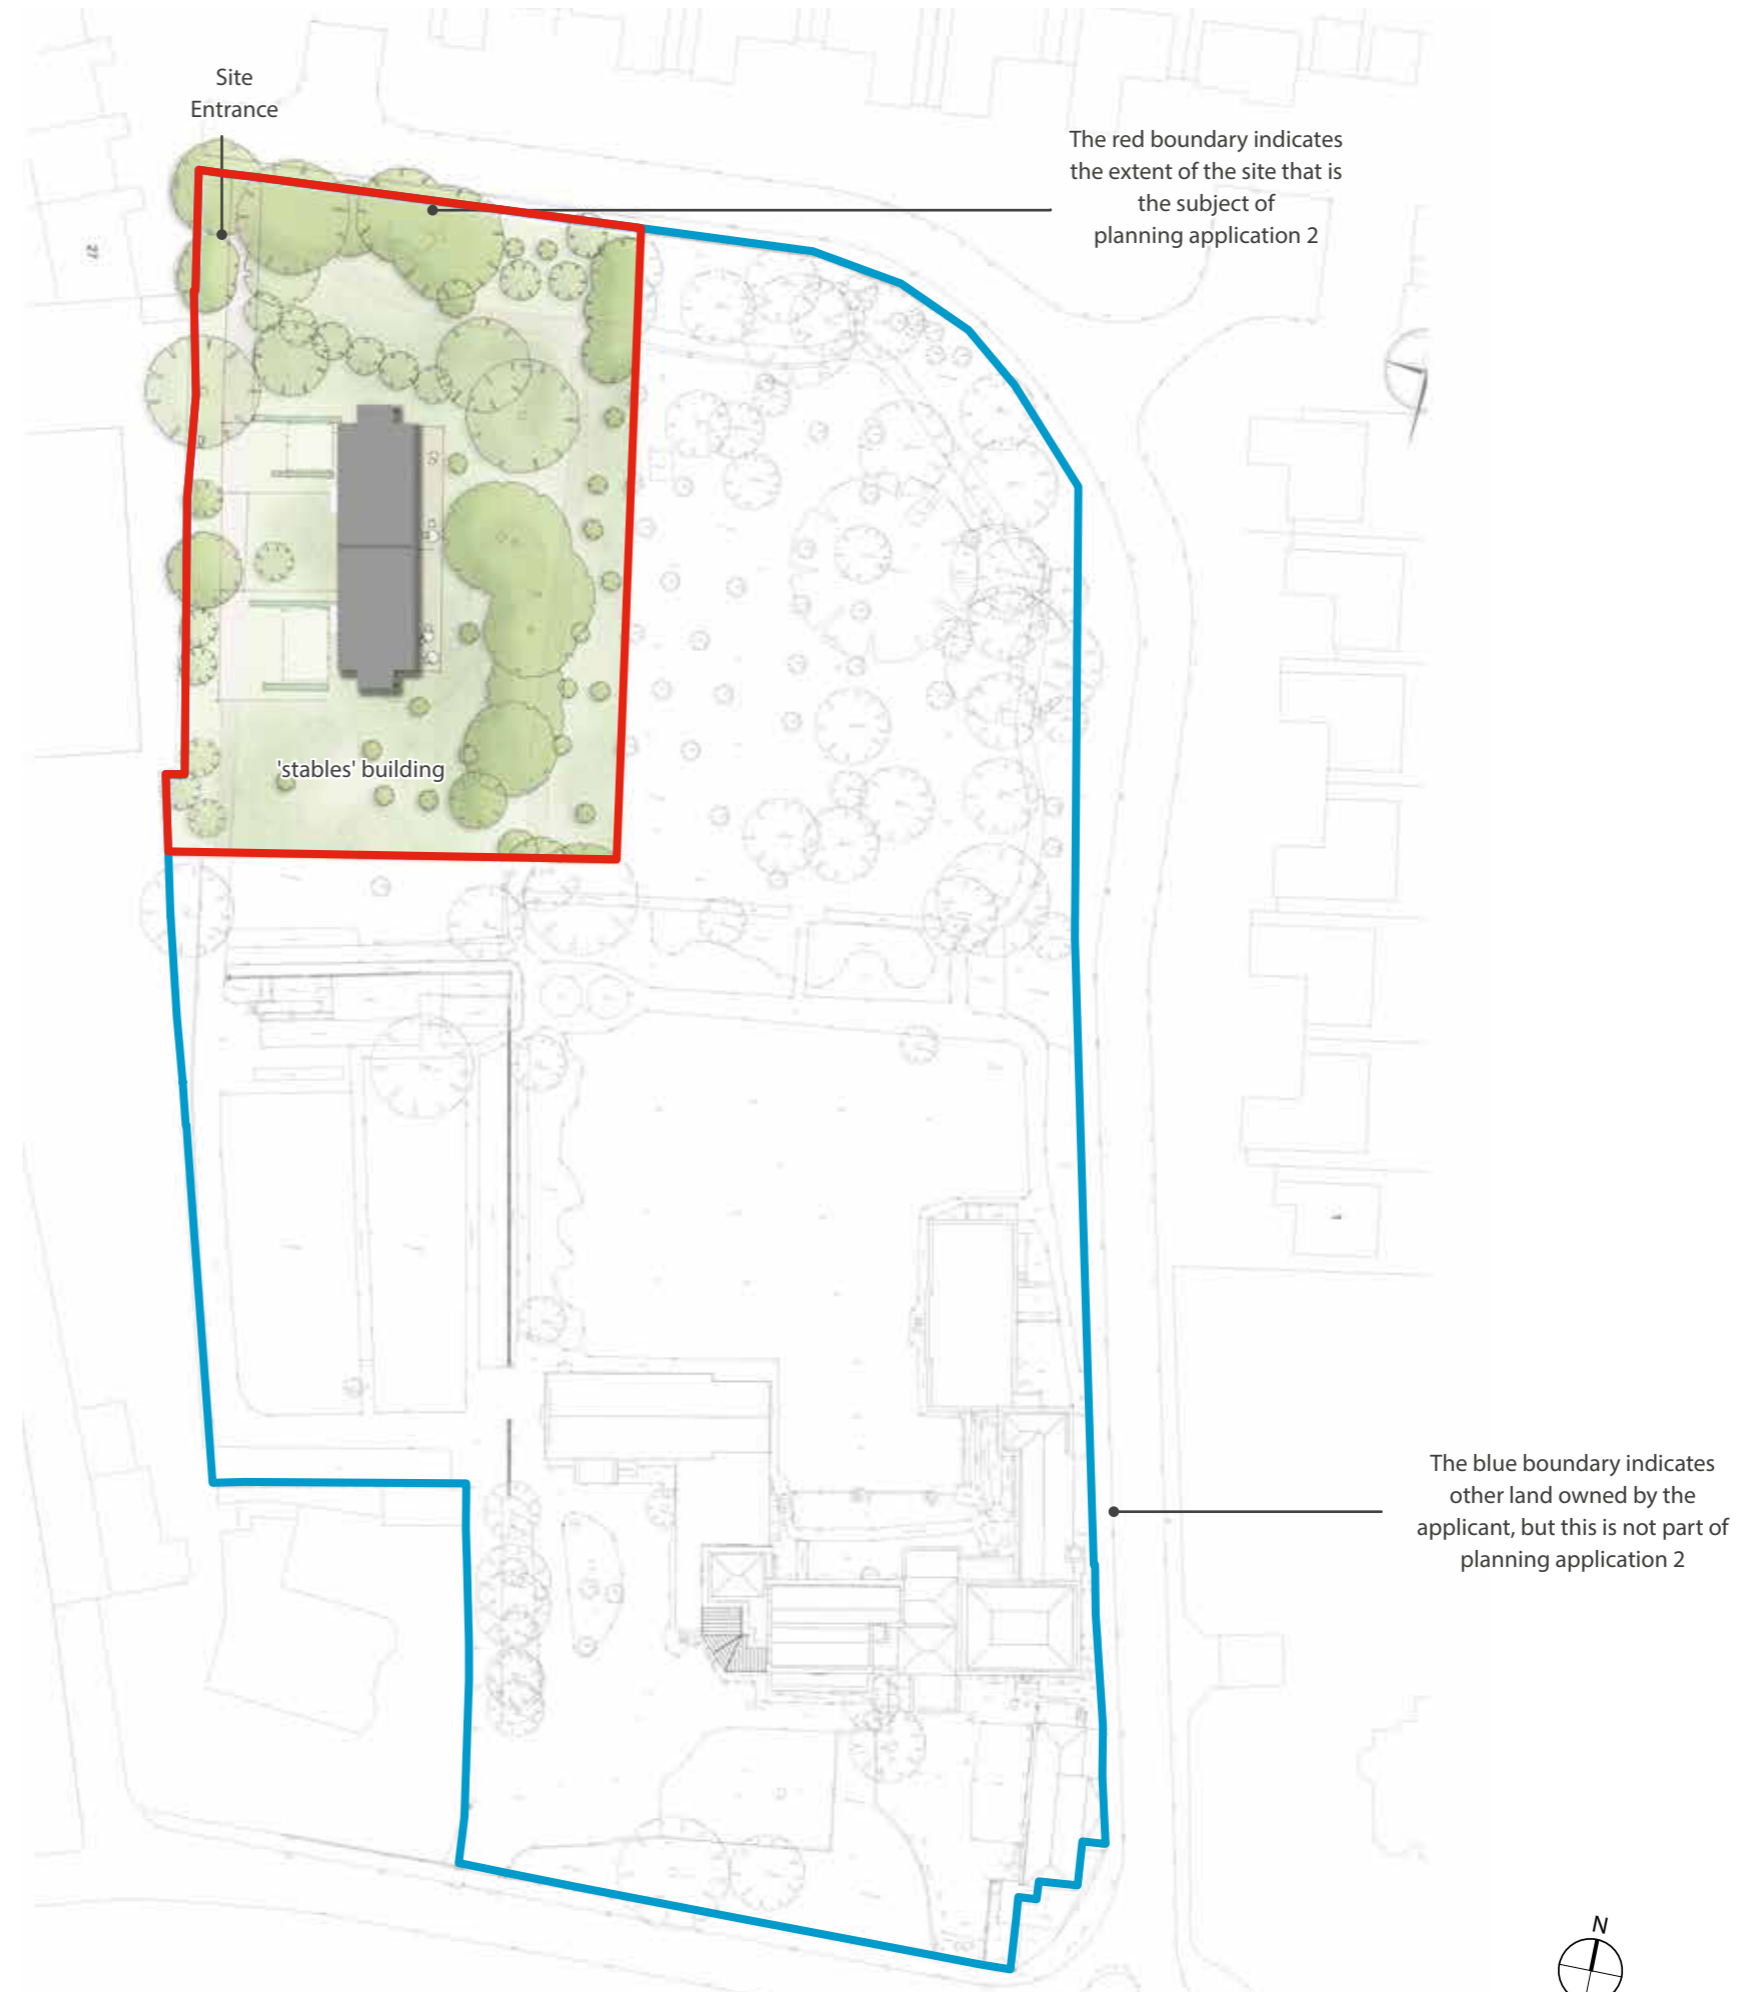 Site
Entrance
The red boundary indicates
the extent of the site that is
the subject of
planning application 2
27
'stables' building
The blue boundary indicates
other land owned by the
applicant, but this is not part of
planning application 2
N